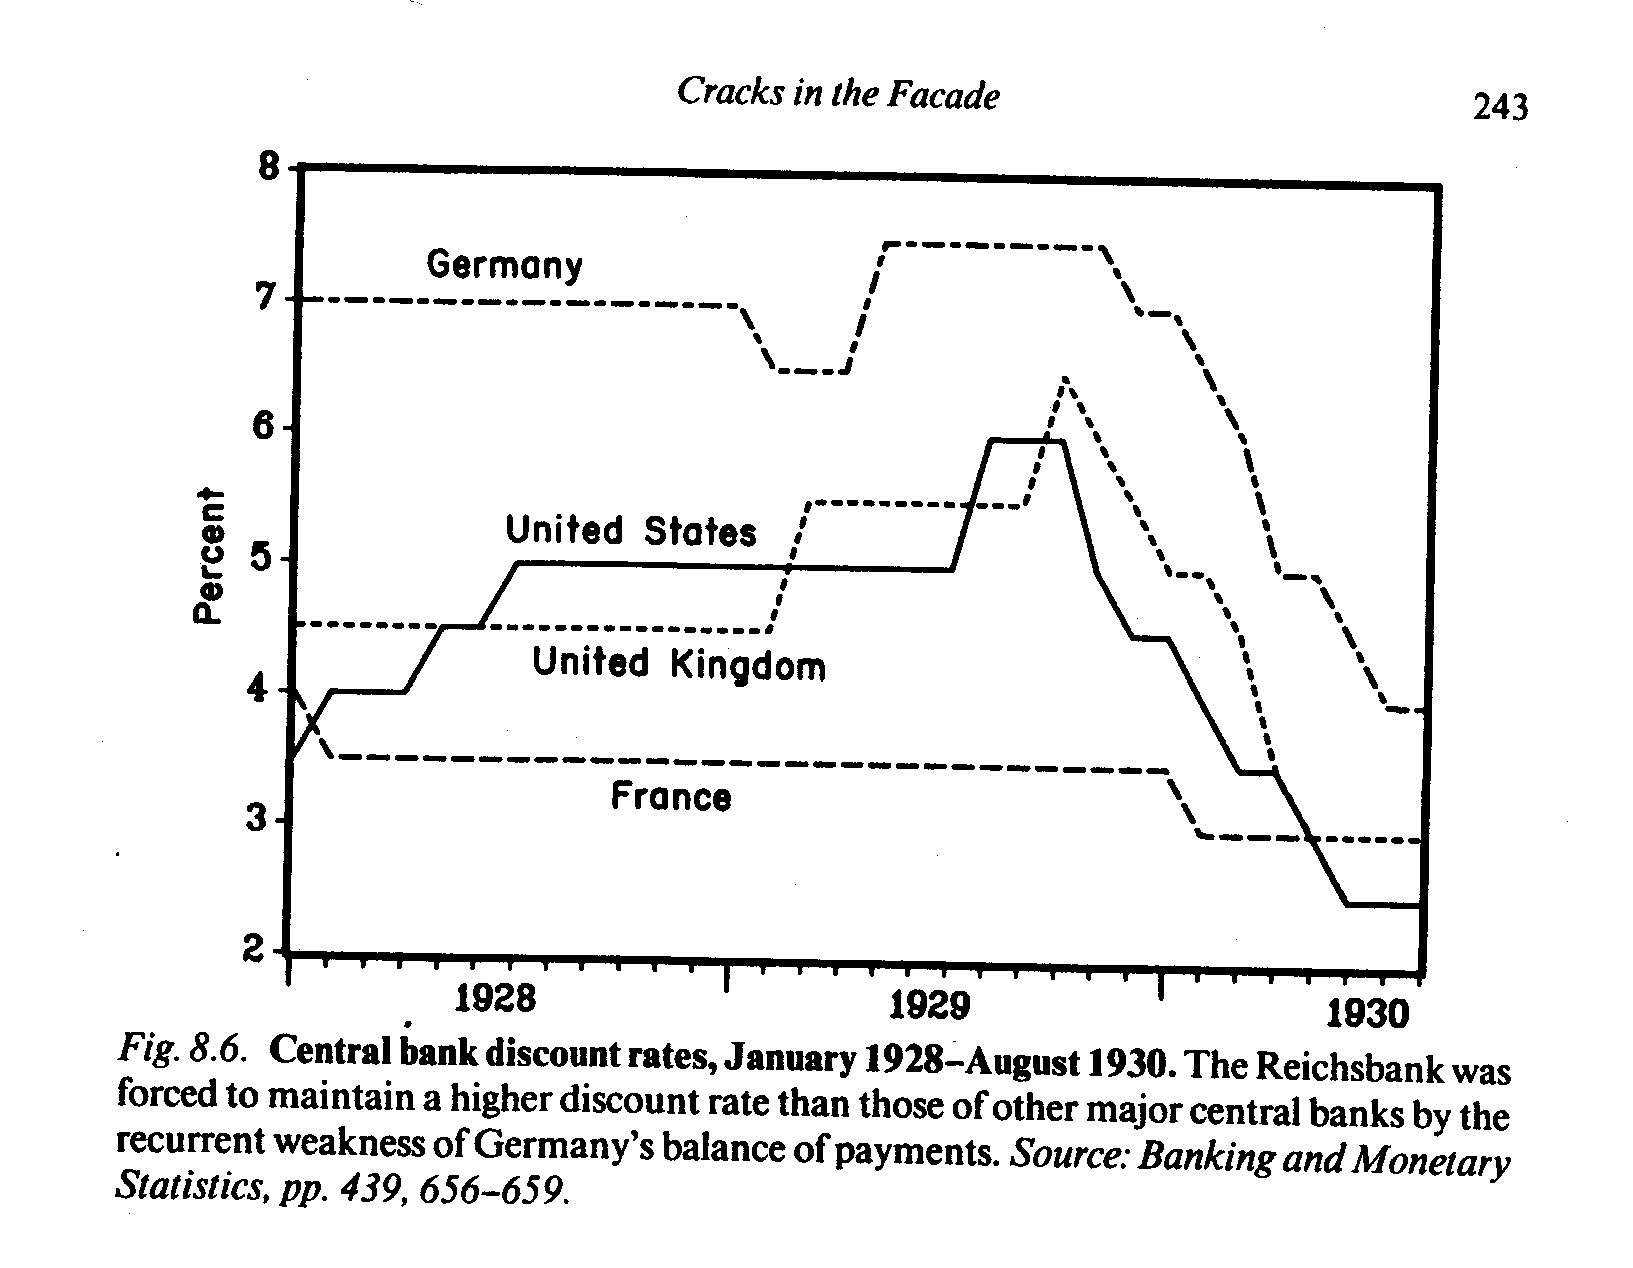 Cracks in the Facade
243
8
Germany
7
6
Percent
United States
5
United Kingdom
4
France
3
2
1928
1929
1930
Fig. 8.6. Central bank discount rates, January 1928–August 1930. The Reichsbank was
forced to maintain a higher discount rate than those of other major central banks by the
recurrent weakness of Germany's balance of payments. Source: Banking and Monetary
Statistics, pp. 439, 656–659.